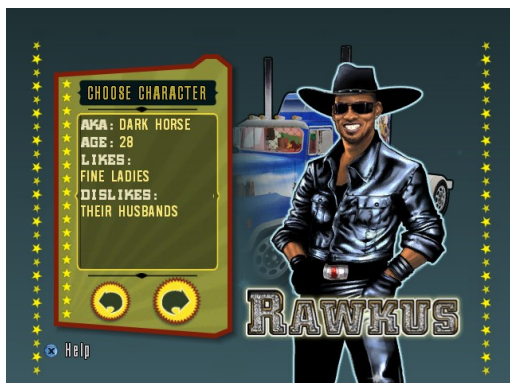 CHOOSE CHARACTER
AKA: DARK HORSE
AGE: 28
LIKES:
FINE LADIES
DISLIKES:
THEIR HUSBANDS
RAWKUS
Help